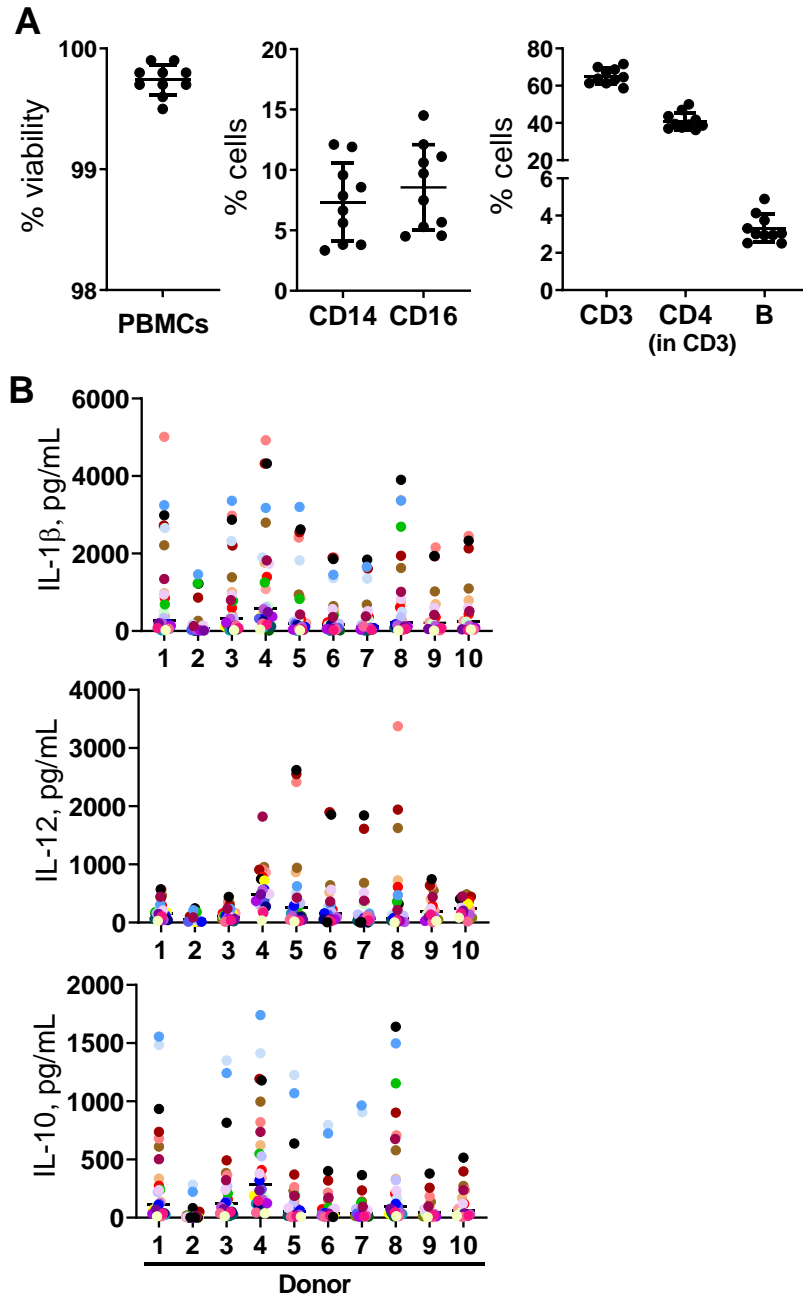 A
% viability
100
99
98
PBMCs
% cells
20
15
10
5
0
CD14 CD16
% cells
80
60
40
20
6
4
2
0
CD3 CD4 B
(in CD3)
B
IL-1β, pg/mL
6000
4000
2000
0
1 2 3 4 5 6 7 8 9 10
IL-12, pg/mL
4000
3000
2000
1000
0
1 2 3 4 5 6 7 8 9 10
IL-10, pg/mL
2000
1500
1000
500
0
1 2 3 4 5 6 7 8 9 10
Donor